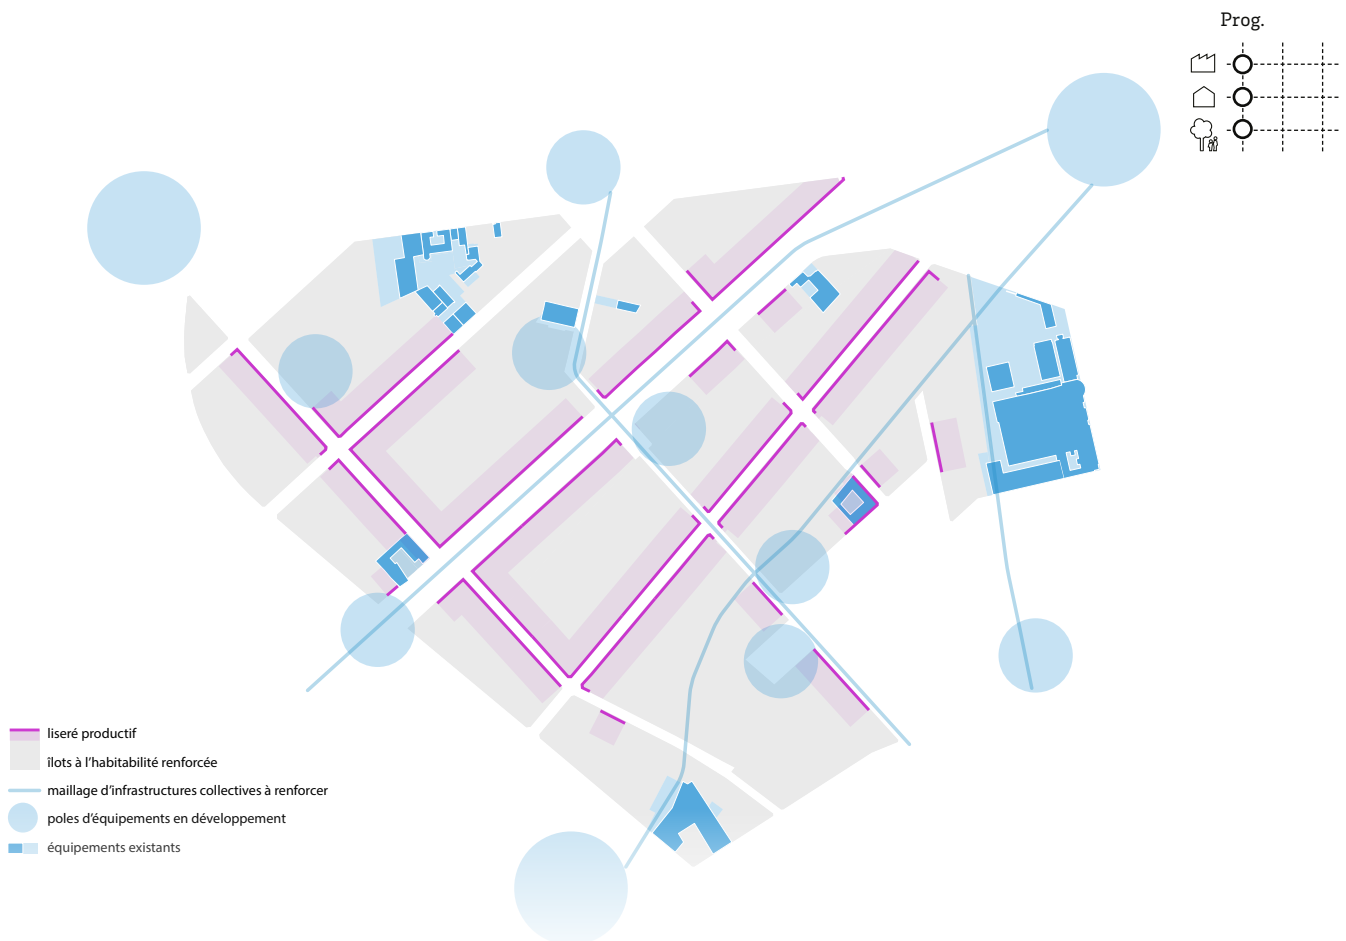 Prog.
liseré productif
îlots à l'habitabilité renforcée
maillage d'infrastructures collectives à renforcer
poles d'équipements en développement
équipements existants